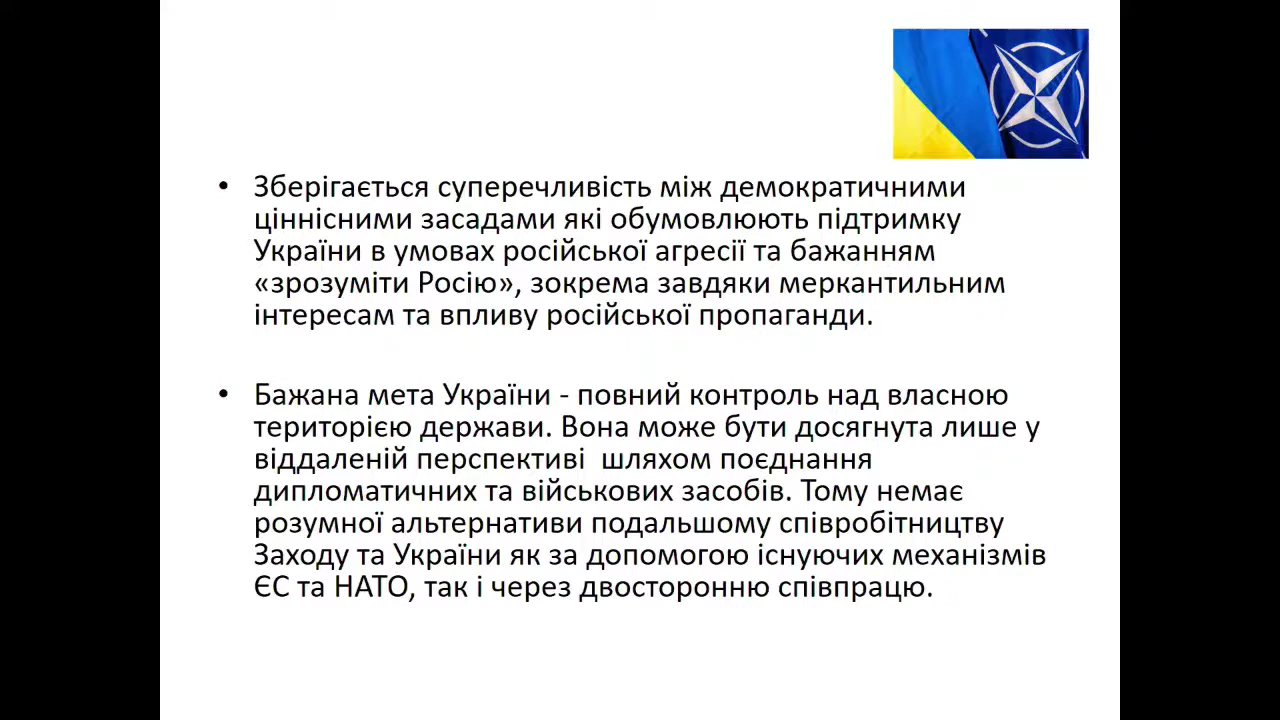 • Зберігається суперечливість між демократичними
ціннісними засадами які обумовлюють підтримку
України в умовах російської агресії та бажанням
«зрозуміти Росію», зокрема завдяки меркантильним
інтересам та впливу російської пропаганди.
• Бажана мета України - повний контроль над власною
територією держави. Вона може бути досягнута лише у
віддаленій перспективі  шляхом поєднання
дипломатичних та військових засобів. Тому немає
розумної альтернативи подальшому співробітництву
Заходу та України як за допомогою існуючих механізмів
ЄС та НАТО, так і через двосторонню співпрацю.